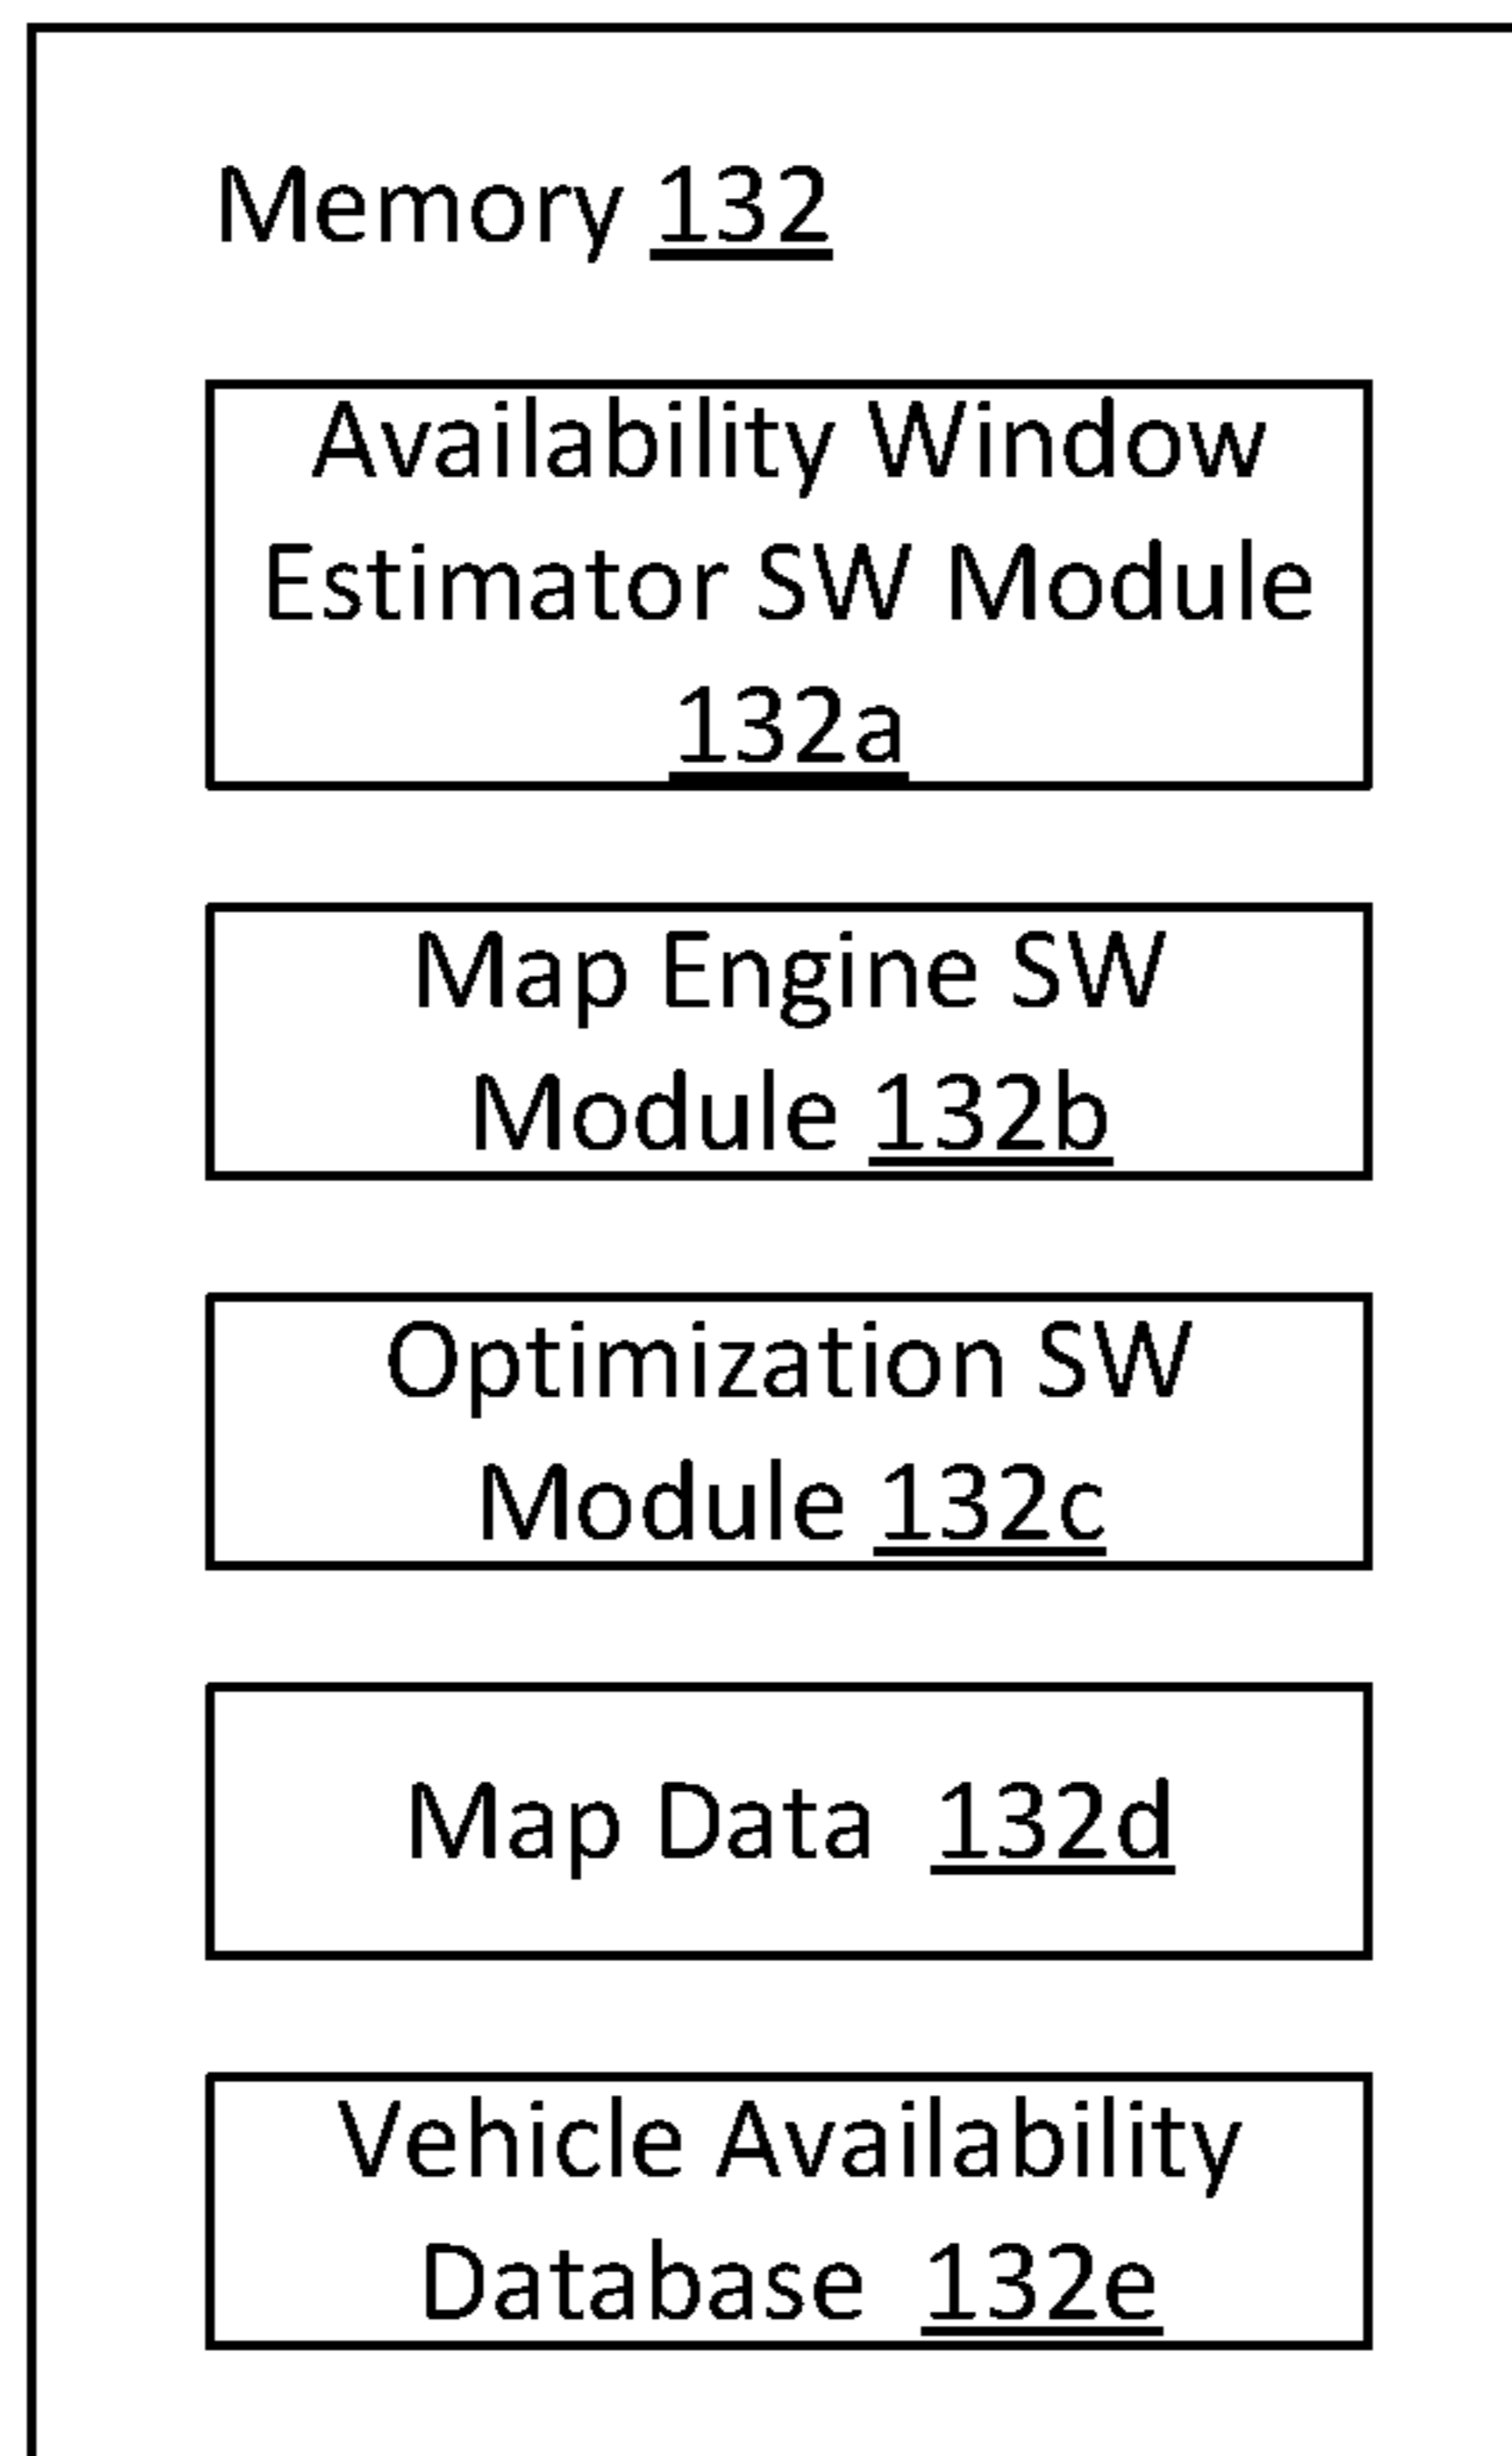 Memory 132
Availability Window
Estimator SW Module
132a
Map Engine SW
Module 132b
Optimization SW
Module 132c
Map Data 132d
Vehicle Availability
Database 132e